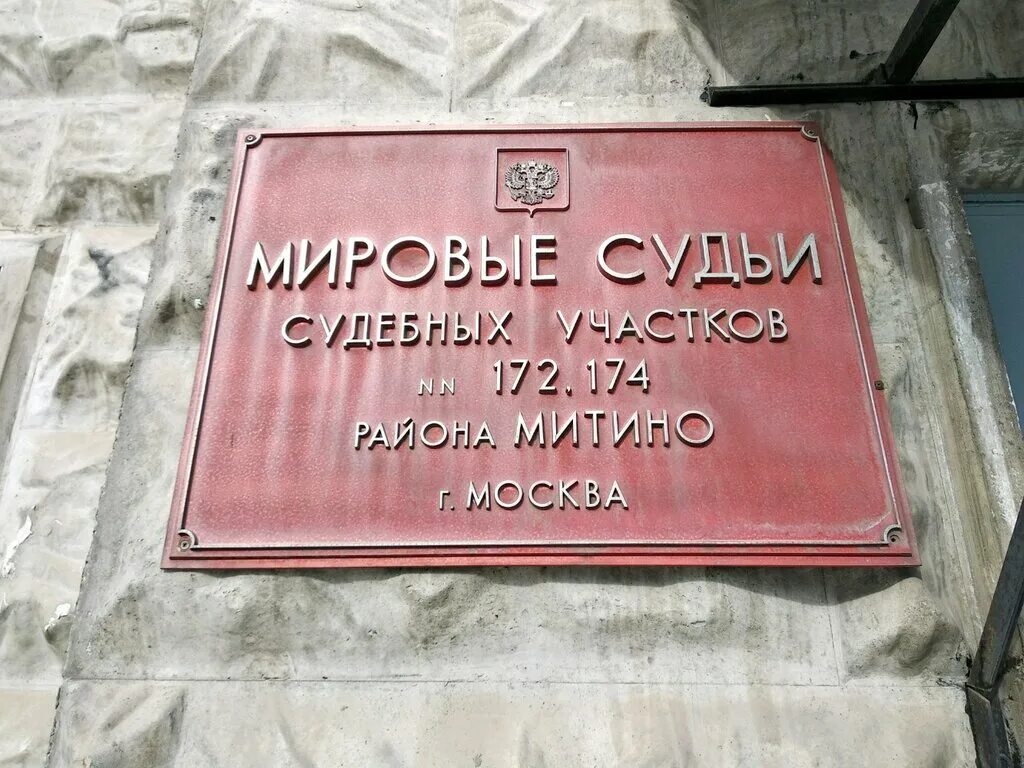 МИРОВЫЕ СУДЬИ
СУДЕБНЫХ УЧАСТКОВ
NN 172, 174
РАЙОНА МИТИНО
г. МОСКВА